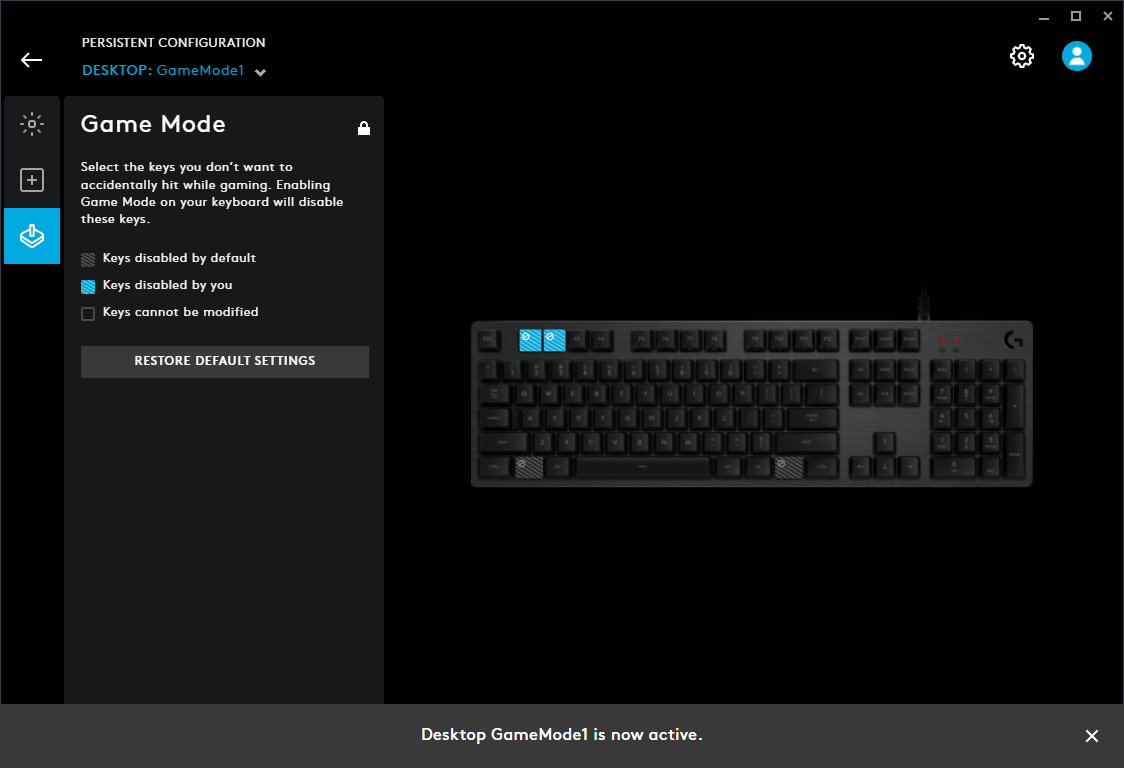 PERSISTENT CONFIGURATION
DESKTOP: GameMode1
Game Mode
Select the keys you don’t want to
accidentally hit while gaming. Enabling
Game Mode on your keyboard will disable
these keys.
Keys disabled by default
Keys disabled by you
Keys cannot be modified
RESTORE DEFAULT SETTINGS
Q W E R T Y U I O P
A S D F G H J K L
Z X C V B N M
Desktop GameMode1 is now active.